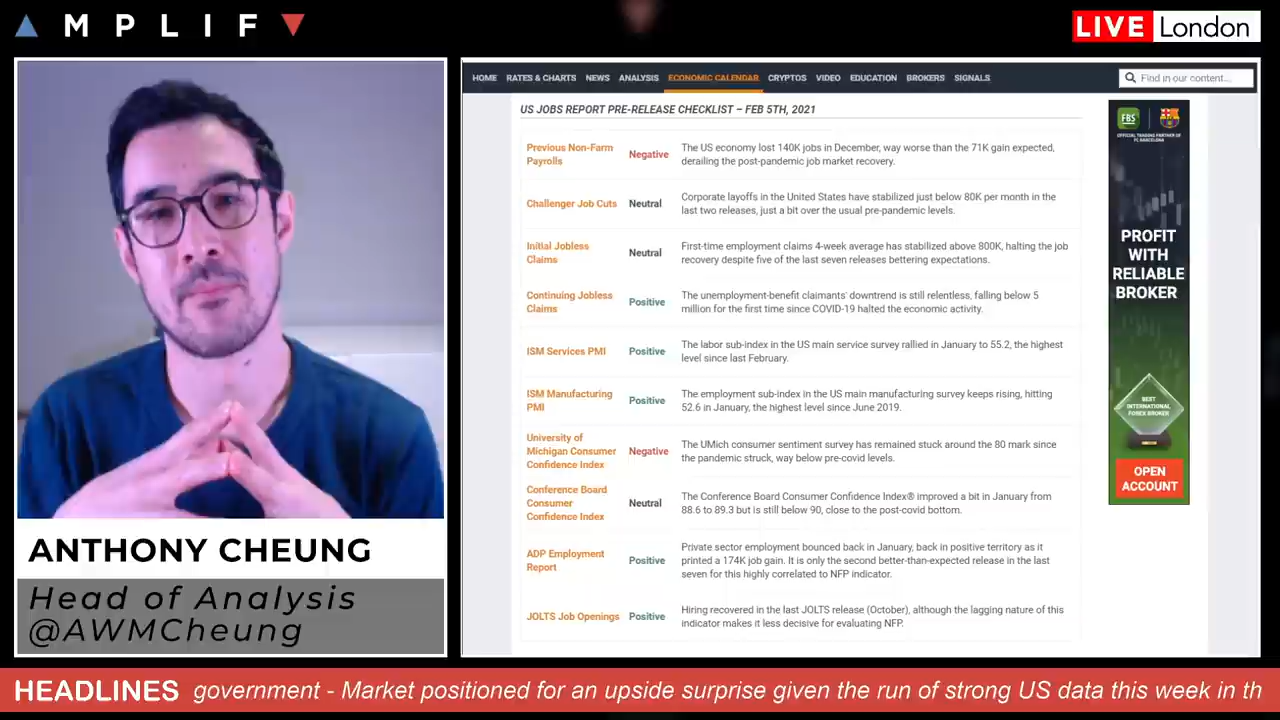 AMPLIFY
LIVE London
HOME RATES & CHARTS NEWS ANALYSIS ECONOMIC CALENDAR CRYPTOS VIDEO EDUCATION BROKERS SIGNALS
Find in our content...
US JOBS REPORT PRE-RELEASE CHECKLIST – FEB 5TH, 2021
Previous Non-Farm
Payrolls
Negative
The US economy lost 140K jobs in December, way worse than the 71K gain expected,
derailing the post-pandemic job market recovery.
Challenger Job Cuts
Neutral
Corporate layoffs in the United States have stabilized just below 80K per month in the
last two releases, just a bit over the usual pre-pandemic levels.
Initial Jobless
Claims
Neutral
First-time employment claims 4-week average has stabilized above 800K, halting the job
recovery despite five of the last seven releases bettering expectations.
Continuing Jobless
Claims
Positive
The unemployment-benefit claimants' downtrend is still relentless, falling below 5
million for the first time since COVID-19 halted the economic activity.
ISM Services PMI
Positive
The labor sub-index in the US main service survey rallied in January to 55.2, the highest
level since last February.
ISM Manufacturing
PMI
Positive
The employment sub-index in the US main manufacturing survey keeps rising, hitting
52.6 in January, the highest level since June 2019.
University of
Michigan Consumer
Confidence Index
Negative
The UMich consumer sentiment survey has remained stuck around the 80 mark since
the pandemic struck, way below pre-covid levels.
Conference Board
Consumer
Confidence Index
Neutral
The Conference Board Consumer Confidence Index® improved a bit in January from
88.6 to 89.3 but is still below 90, close to the post-covid bottom.
ADP Employment
Report
Positive
Private sector employment bounced back in January, back in positive territory as it
printed a 174K job gain. It is only the second better-than-expected release in the last
seven for this highly correlated to NFP indicator.
JOLTS Job Openings
Positive
Hiring recovered in the last JOLTS release (October), although the lagging nature of this
indicator makes it less decisive for evaluating NFP.
FBS
OFFICIAL TRADING PARTNER OF
FC BARCELONA
PROFIT
WITH
RELIABLE
BROKER
BEST
INTERNATIONAL
FOREX BROKER
OPEN
ACCOUNT
ANTHONY CHEUNG
Head of Analysis
@AWMCheung
HEADLINES government - Market positioned for an upside surprise given the run of strong US data this week in th